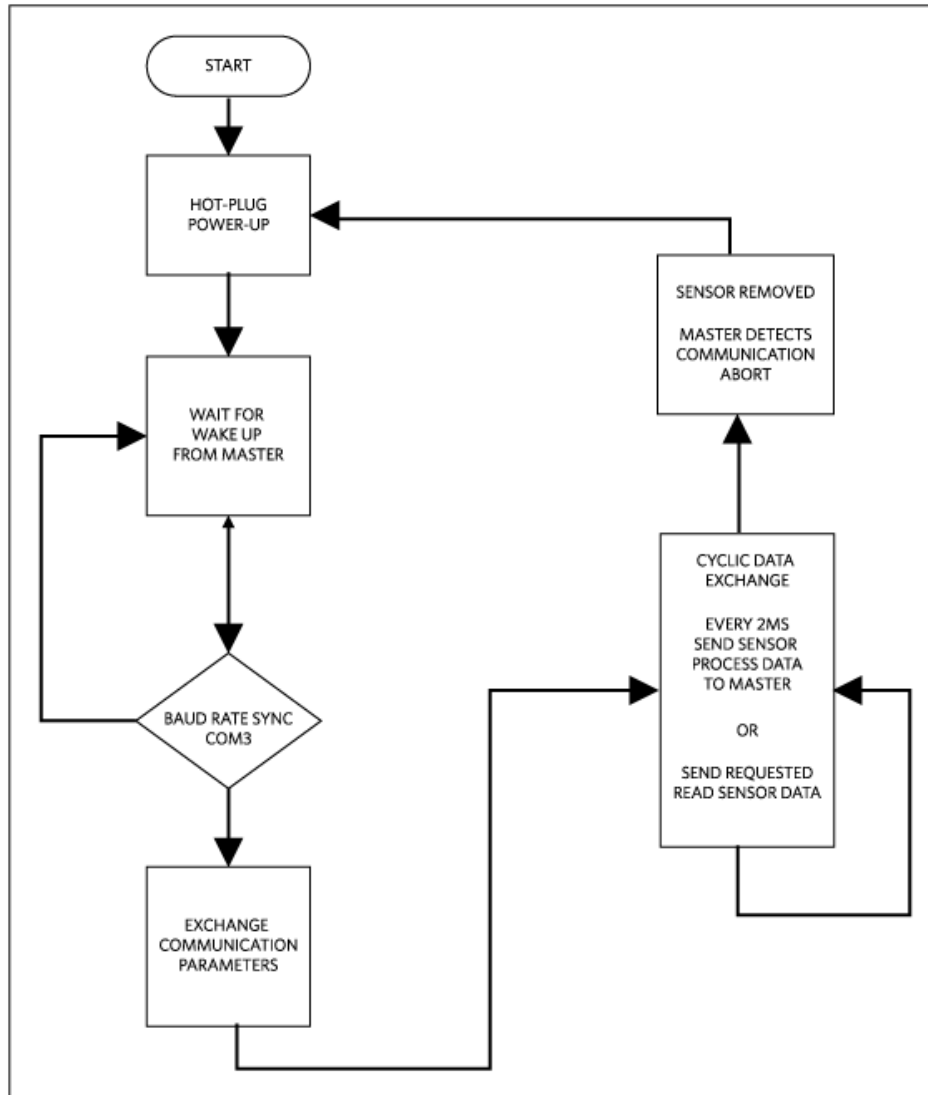 START
HOT-PLUG
POWER-UP
WAIT FOR
WAKE UP
FROM MASTER
BAUD RATE SYNC
COM3
EXCHANGE
COMMUNICATION
PARAMETERS
CYCLIC DATA
EXCHANGE
EVERY 2MS
SEND SENSOR
PROCESS DATA
TO MASTER
OR
SEND REQUESTED
READ SENSOR DATA
SENSOR REMOVED
MASTER DETECTS
COMMUNICATION
ABORT